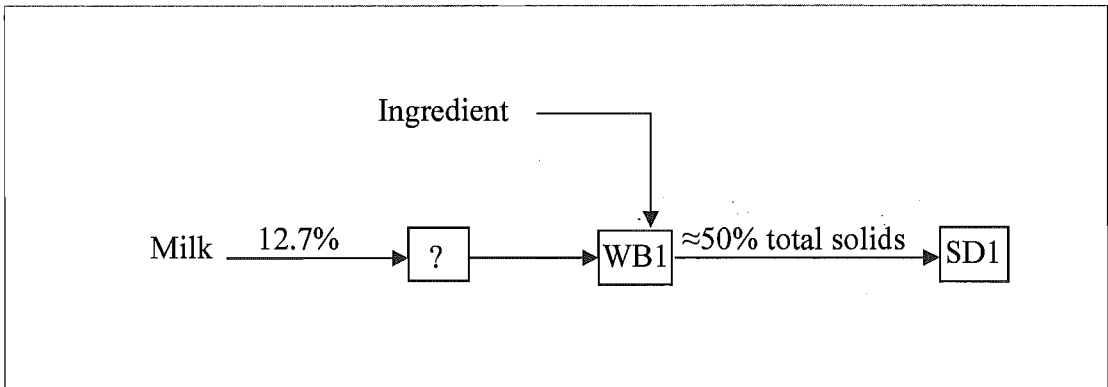 Ingredient
Milk
12.7%
?
WB1
≈50% total solids
SD1